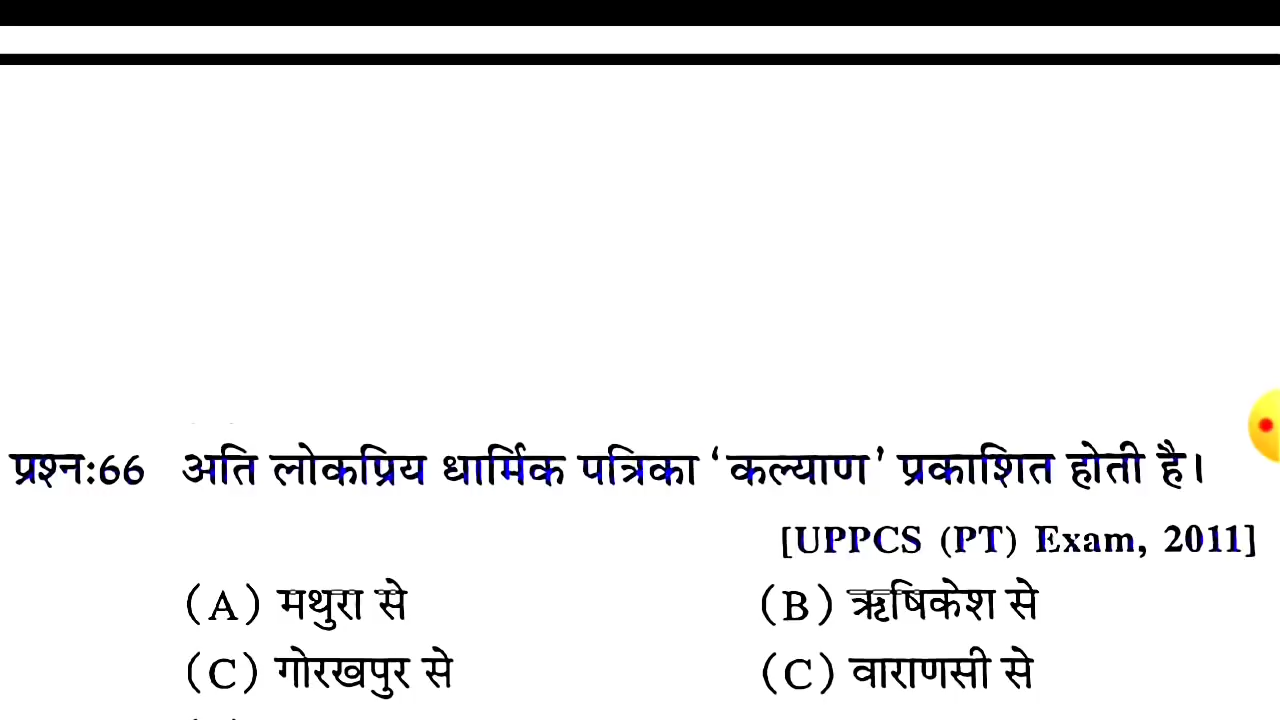 प्रश्न:66 अति लोकप्रिय धार्मिक पत्रिका ‘कल्याण’ प्रकाशित होती है।
[UPPCS (PT) Exam, 2011]
(A) मथुरा से (B) ऋषिकेश से
(C) गोरखपुर से (C) वाराणसी से